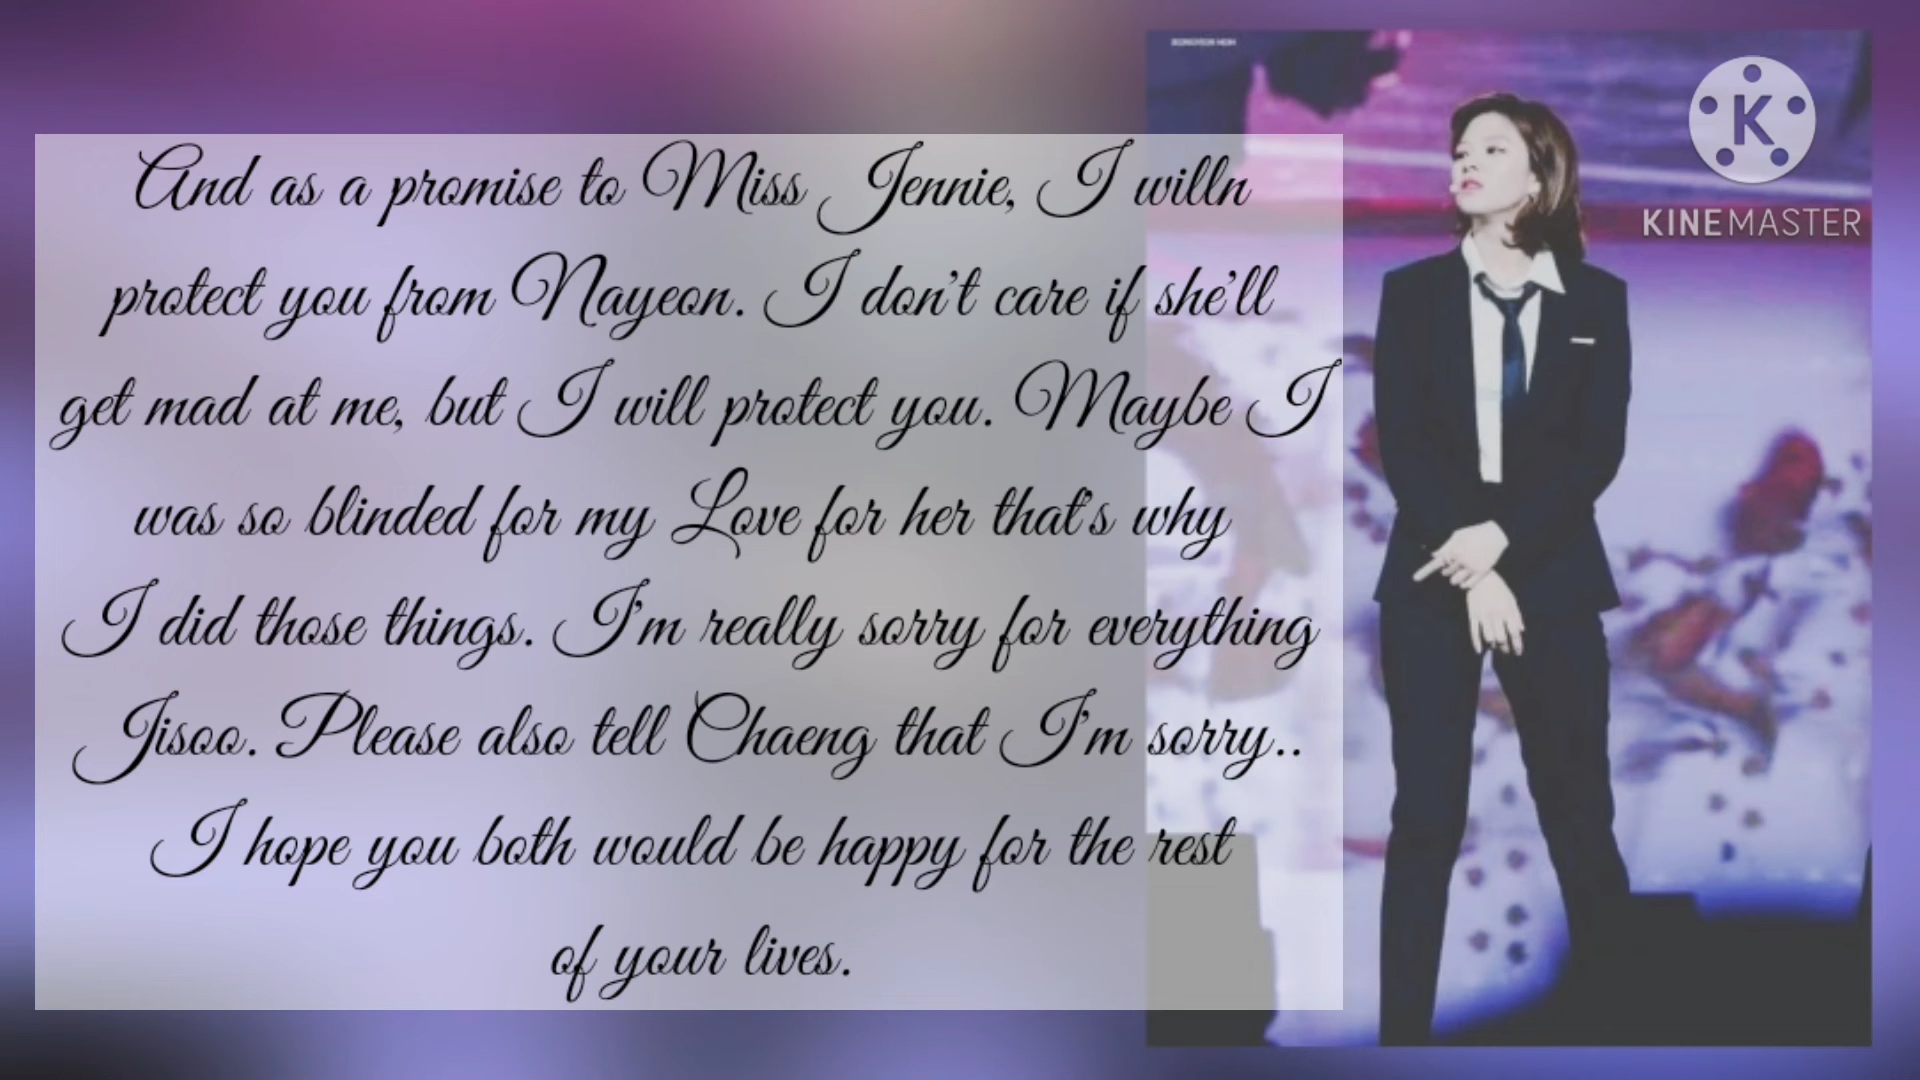 And as a promise to Miss Jennie, I willn
protect you from Nayeon. I don't care if she'll
get mad at me, but I will protect you. Maybe I
was so blinded for my Love for her that's why
I did those things. I'm really sorry for everything
Jisoo. Please also tell Chaeng that I'm sorry..
I hope you both would be happy for the rest
of your lives.
K
KINEMASTER